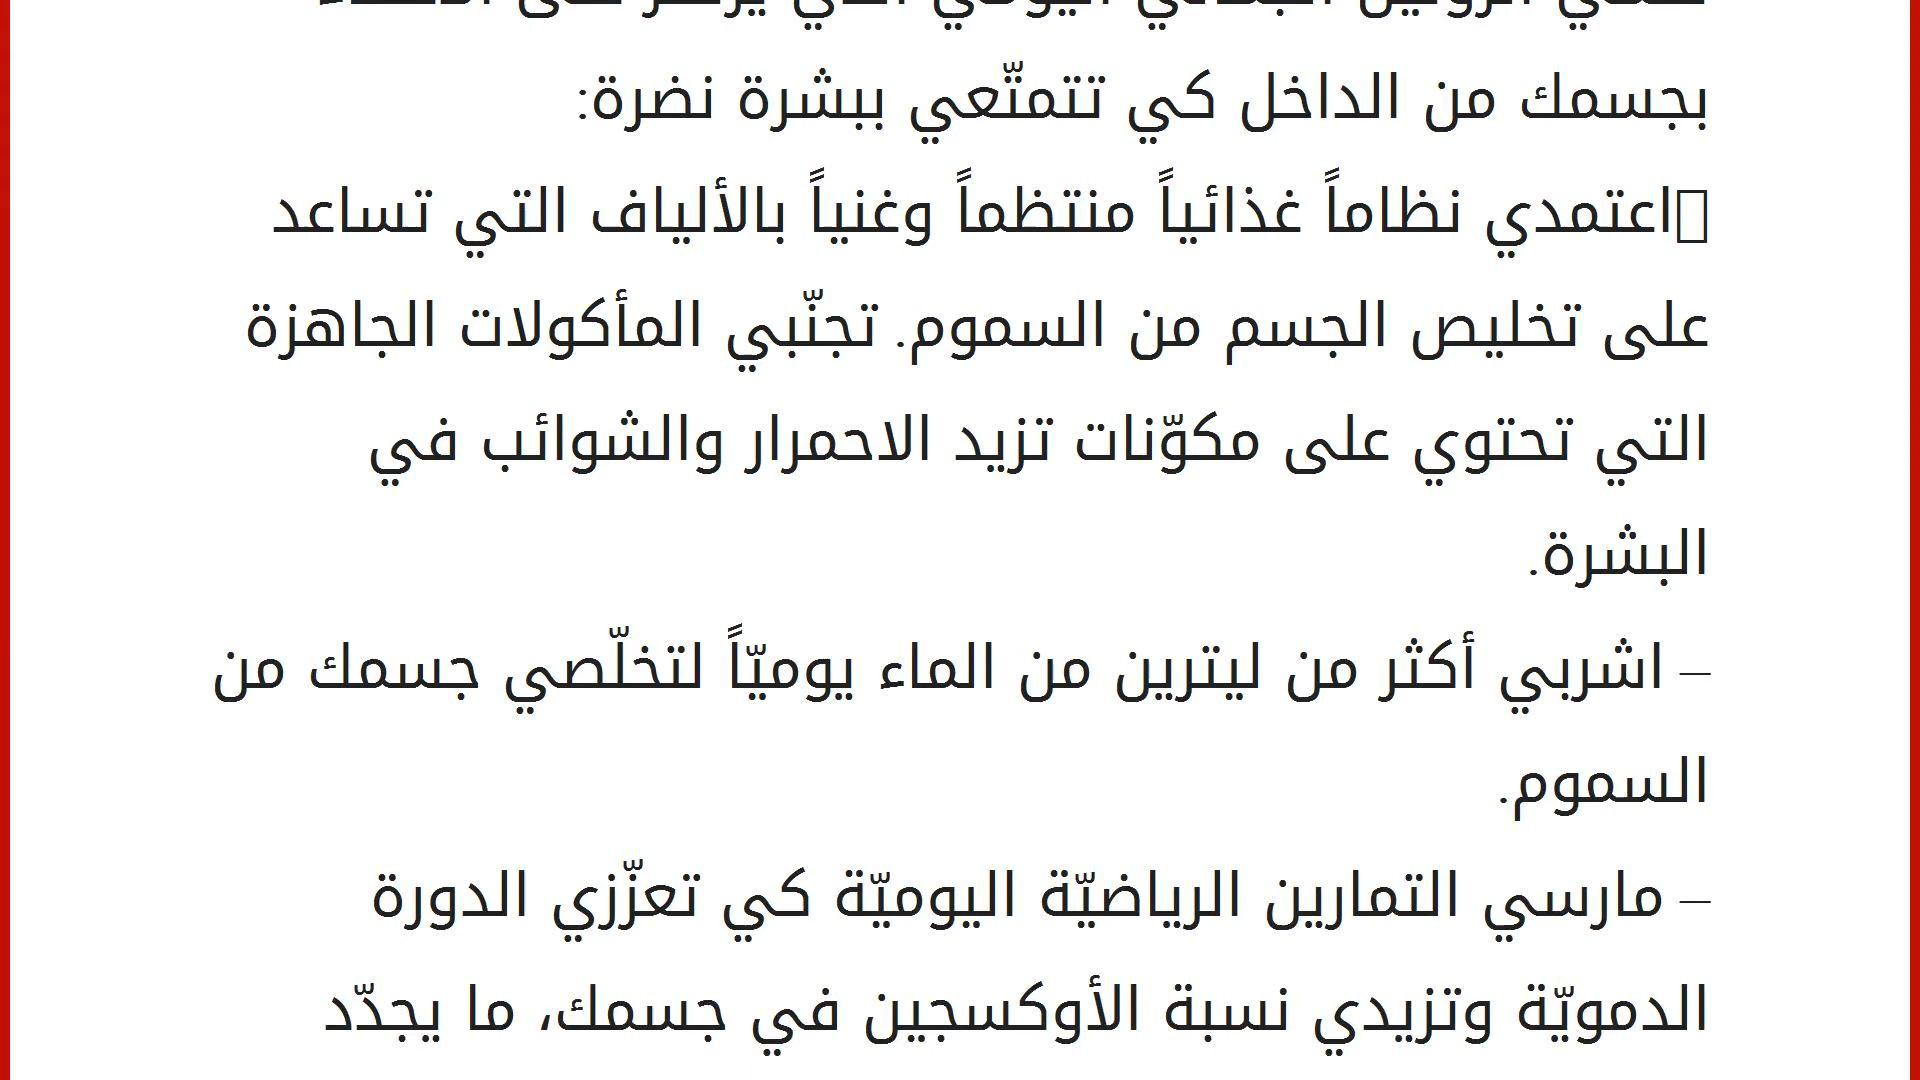 بجسمك من الداخل كي تتمتّعي ببشرة نضرة:
اعتمدي نظاماً غذائياً منتظماً وغنياً بالألياف التي تساعد
على تخليص الجسم من السموم. تجنّبي المأكولات الجاهزة
التي تحتوي على مكوّنات تزيد الاحمرار والشوائب في
البشرة.
– اشربي أكثر من ليترين من الماء يوميّاً لتخلّصي جسمك من
السموم.
– مارسي التمارين الرياضيّة اليوميّة كي تعزّزي الدورة
الدمويّة وتزيدي نسبة الأوكسجين في جسمك، ما يجدّد